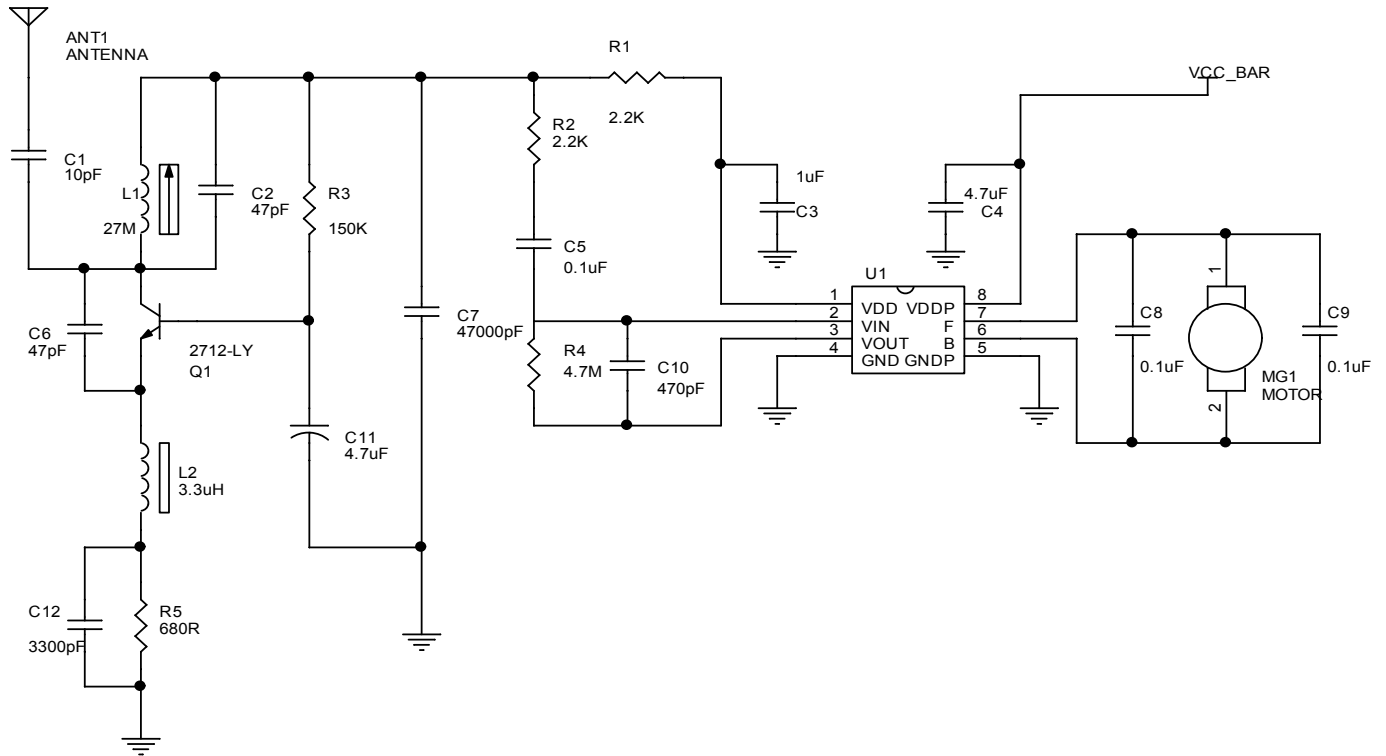 ANT1
ANTENNA
R1
2.2K
VCC_BAR
R2
2.2K
C1
10pF
L1
27M
C2
47pF
R3
150K
1uF
C3
4.7uF
C4
C5
0.1uF
U1
1
2
3
4
VDD VDDP
VIN F
VOUT B
GND GNDP
8
7
6
5
C6
47pF
2712-LY
Q1
C7
47000pF
R4
4.7M
C10
470pF
C8
0.1uF
1
2
MG1
MOTOR
C9
0.1uF
C11
4.7uF
L2
3.3uH
C12
3300pF
R5
680R